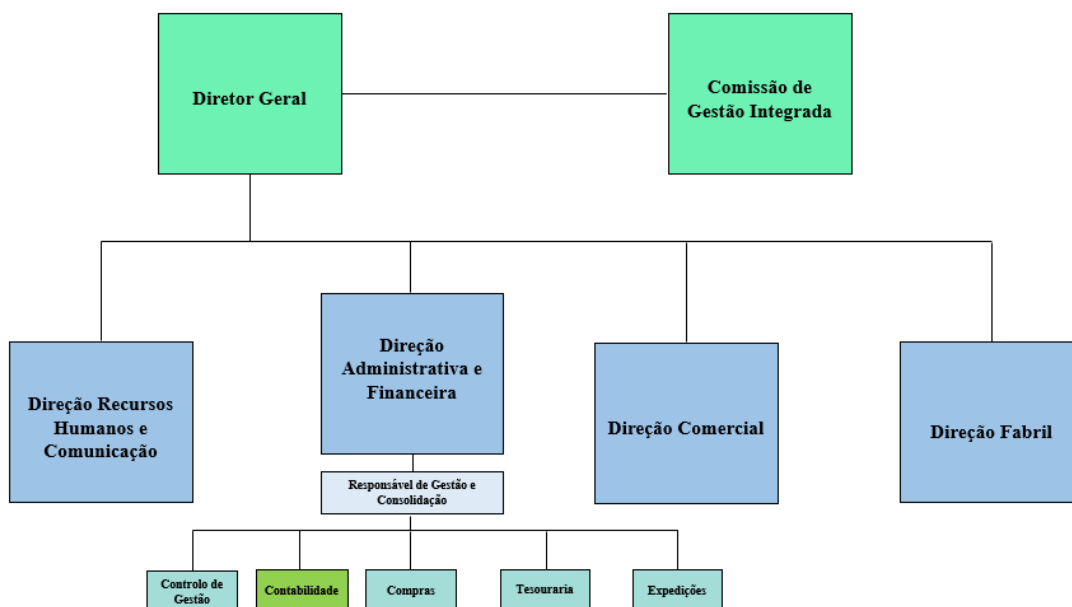 Diretor Geral
Comissão de
Gestão Integrada
Direção Recursos
Humanos e
Comunicação
Direção
Administrativa e
Financeira
Direção Comercial
Direção Fabril
Responsável de Gestão e
Consolidação
Controlo de
Gestão
Contabilidade
Compras
Tesouraria
Expedições